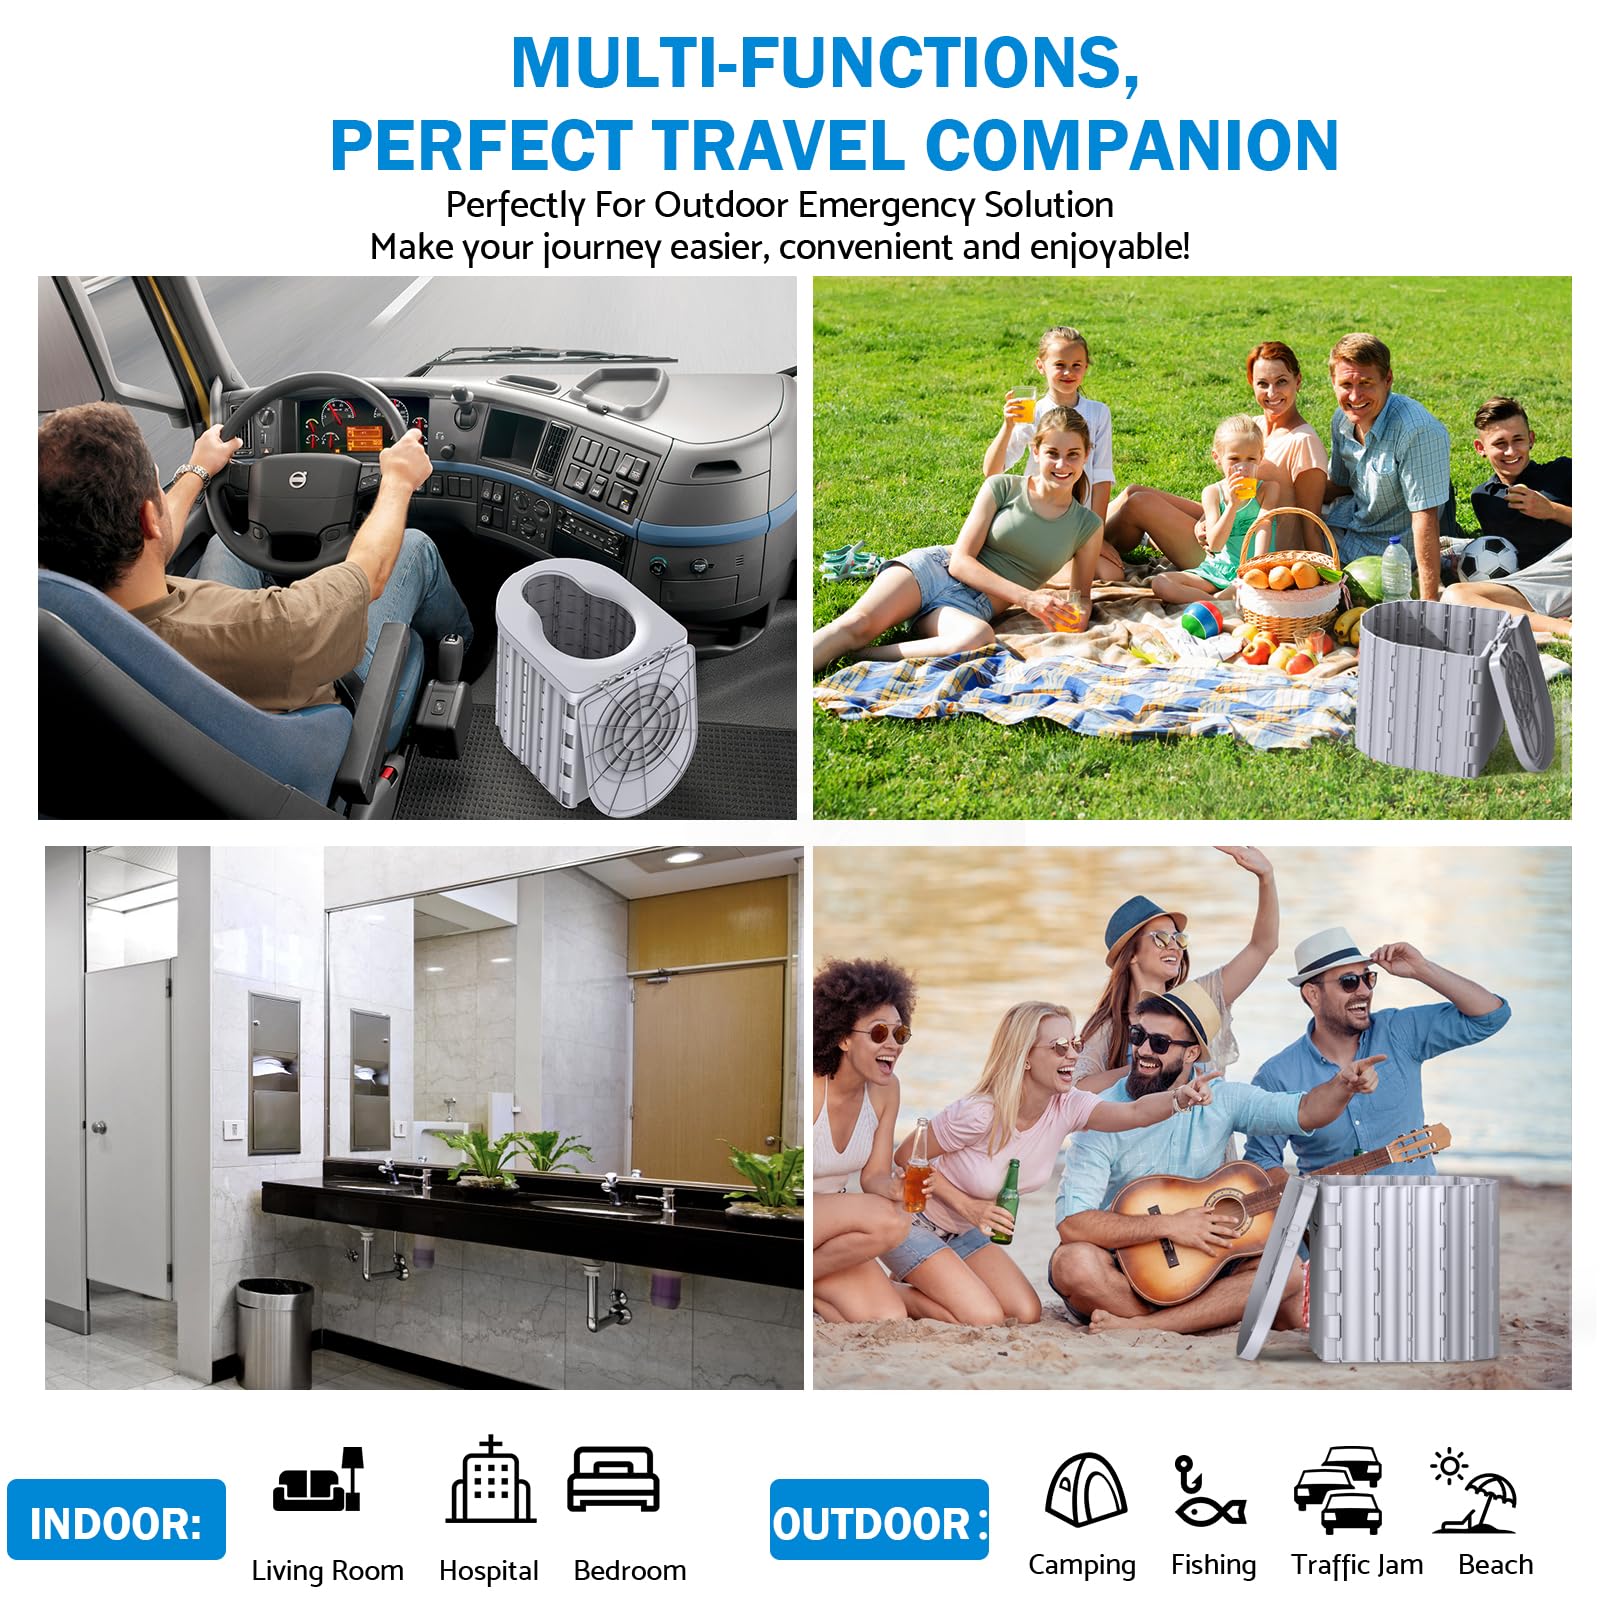 MULTI-FUNCTIONS,
PERFECT TRAVEL COMPANION
Perfectly For Outdoor Emergency Solution
Make your journey easier, convenient and enjoyable!
INDOOR:
Living Room
Hospital
Bedroom
OUTDOOR:
Camping
Fishing
Traffic Jam
Beach